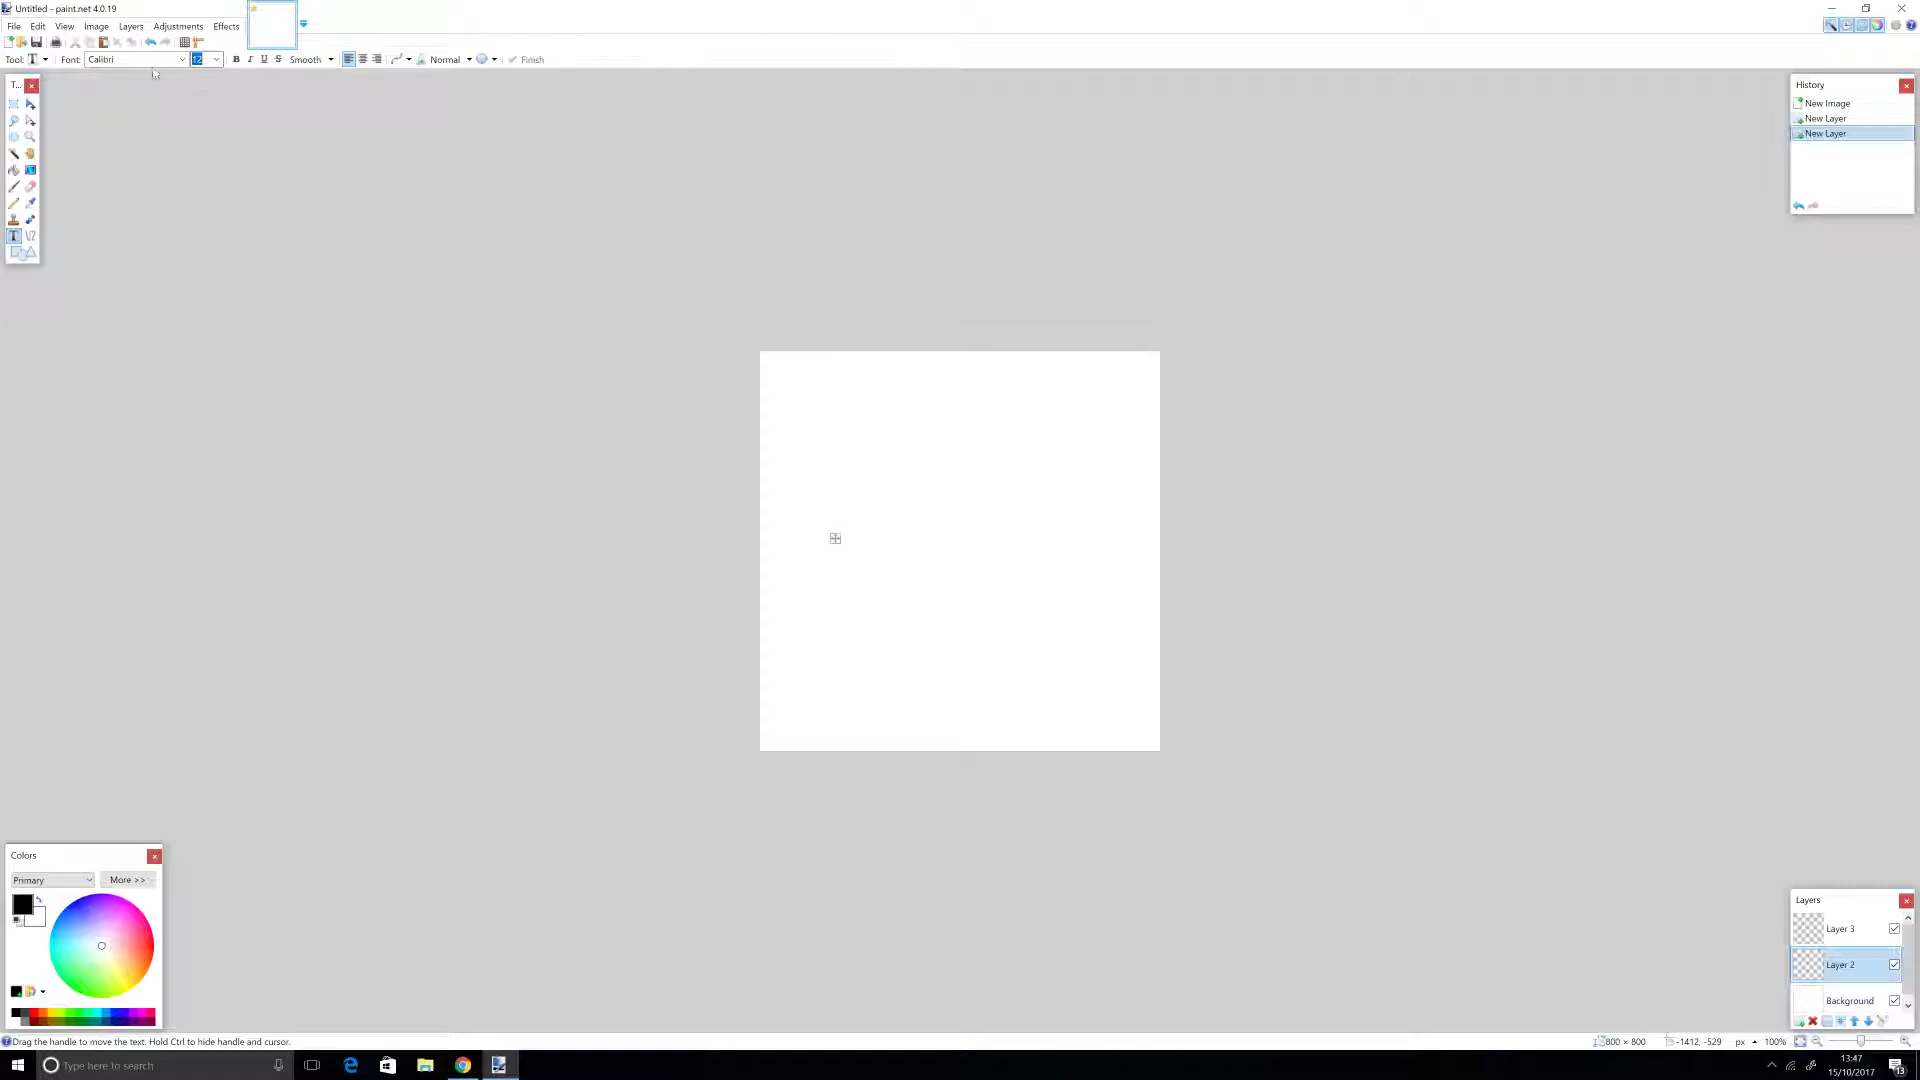 Untitled - paint.net 4.0.19
File Edit View Image Layers Adjustments Effects
Tool: Font: Calibri 12 B I U S Smooth Normal Finish
T...
History
New Image
New Layer
New Layer
Colors
Primary More >>
Layers
Layer 3
Layer 2
Background
Drag the handle to move the text. Hold Ctrl to hide handle and cursor.
800 × 800 -1412, -529 px 100%
Type here to search
13:47
15/10/2017
13